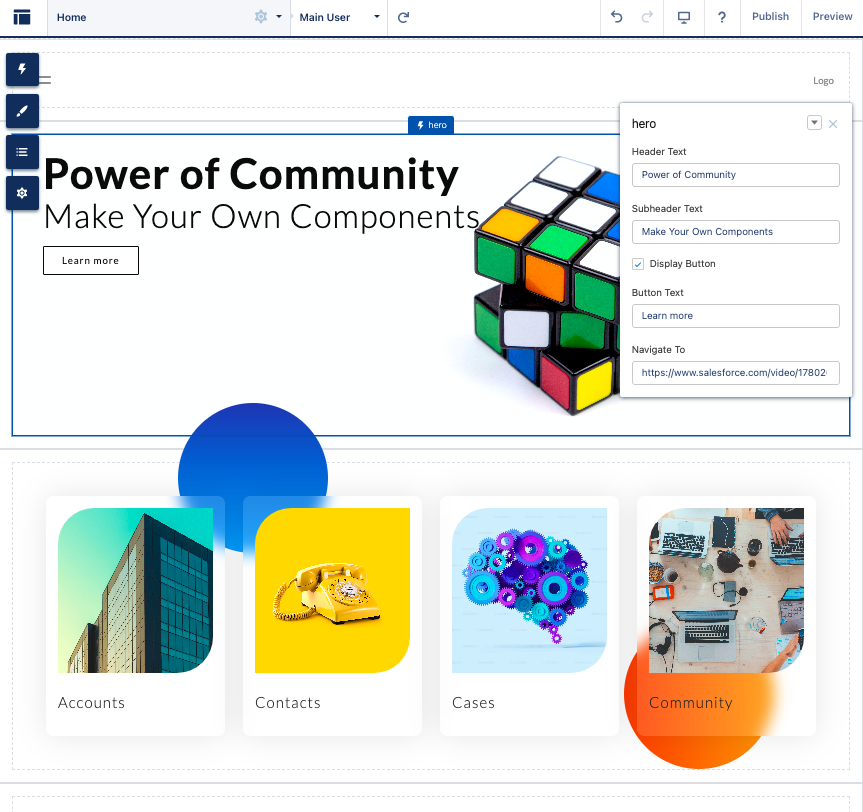 Home
Main User
?
Publish
Preview
Logo
hero
Power of Community
Make Your Own Components
Learn more
hero
Header Text
Power of Community
Subheader Text
Make Your Own Components
Display Button
Button Text
Learn more
Navigate To
https://www.salesforce.com/video/17802
Accounts
Contacts
Cases
Community